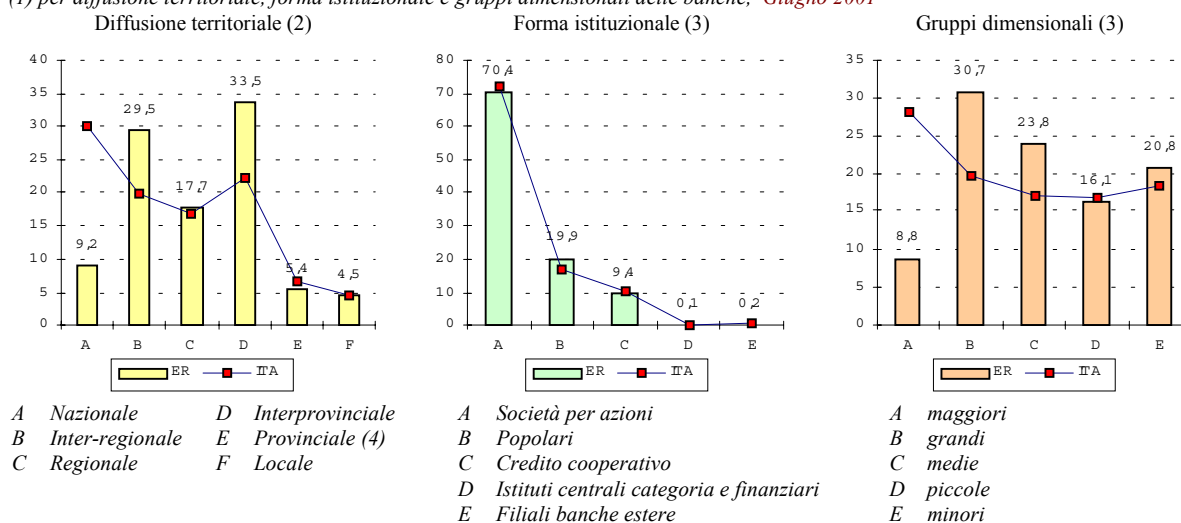 (1) per diffusione territoriale, forma istituzionale e gruppi dimensionali delle banche, Giugno 2001
Diffusione territoriale (2)
40
35
30
25
20
15
10
5
0
9,2
29,5
17,7
33,5
5,4
4,5
A B C D E F
ER ITA
A Nazionale
B Inter-regionale
C Regionale
D Interprovinciale
E Provinciale (4)
F Locale
Forma istituzionale (3)
80
70
60
50
40
30
20
10
0
70,4
19,9
9,4
0,1
0,2
A B C D E
ER ITA
A Società per azioni
B Popolari
C Credito cooperativo
D Istituti centrali categoria e finanziari
E Filiali banche estere
Gruppi dimensionali (3)
35
30
25
20
15
10
5
0
8,8
30,7
23,8
16,1
20,8
A B C D E
ER ITA
A maggiori
B grandi
C medie
D piccole
E minori